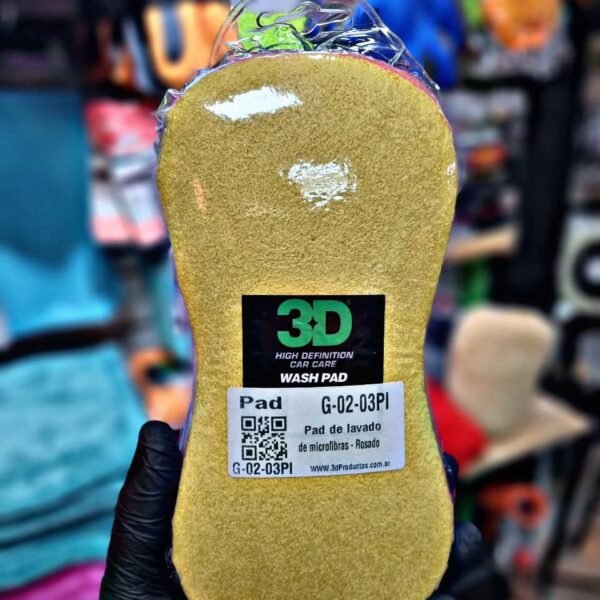 3D
HIGH DEFINITION
CAR CARE
WASH PAD
Pad G-02-03PI
Pad de lavado
de microfibras - Rosado
G-02-03PI
www.3dProductos.com.ar